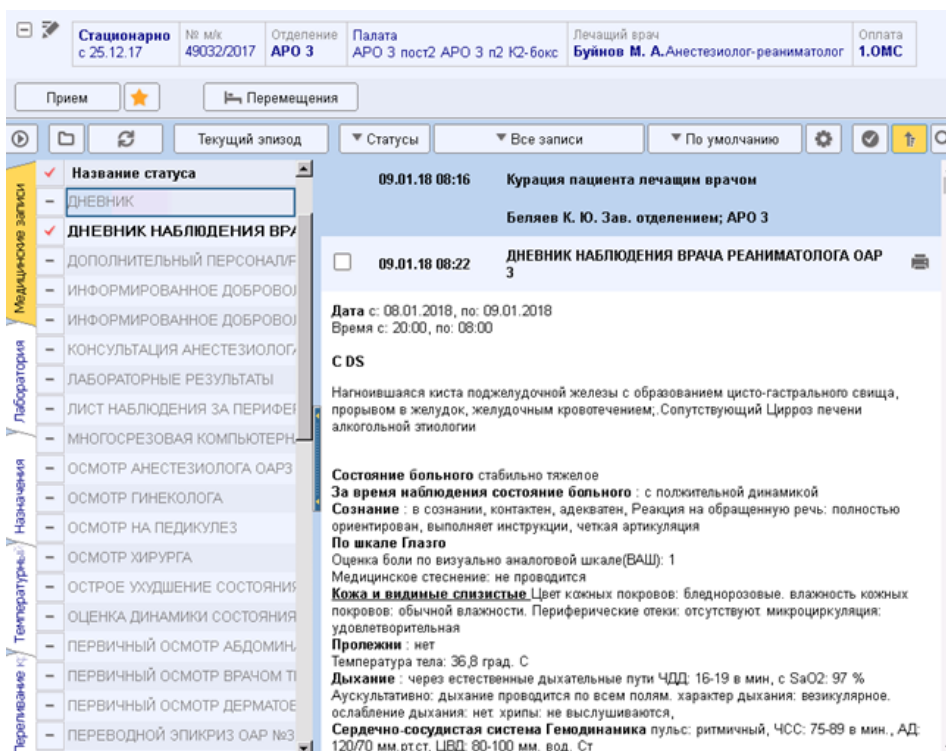 Стационарно
с 25.12.17
№ м/к
49032/2017
Отделение
АРО 3
Палата
АРО 3 пост2 АРО 3 п2 К2-бокс
Лечащий врач
Буйнов М. А.Анестезиолог-реаниматолог
Оплата
1.ОМС
Прием
Перемещения
Текущий эпизод
Статусы
Все записи
По умолчанию
Медицинские записи
Лаборатория
Назначения
Температурный
Переливание к
Название статуса
ДНЕВНИК
ДНЕВНИК НАБЛЮДЕНИЯ ВРА
ДОПОЛНИТЕЛЬНЫЙ ПЕРСОНАЛ/F
ИНФОРМИРОВАННОЕ ДОБРОВОЛ
ИНФОРМИРОВАННОЕ ДОБРОВОЛ
КОНСУЛЬТАЦИЯ АНЕСТЕЗИОЛОГА
ЛАБОРАТОРНЫЕ РЕЗУЛЬТАТЫ
ЛИСТ НАБЛЮДЕНИЯ ЗА ПЕРИФЕР
МНОГОСРЕЗОВАЯ КОМПЬЮТЕРН
ОСМОТР АНЕСТЕЗИОЛОГА ОАР3
ОСМОТР ГИНЕКОЛОГА
ОСМОТР НА ПЕДИКУЛЕЗ
ОСМОТР ХИРУРГА
ОСТРОЕ УХУДШЕНИЕ СОСТОЯНИЯ
ОЦЕНКА ДИНАМИКИ СОСТОЯНИЯ
ПЕРВИЧНЫЙ ОСМОТР АБДОМИН
ПЕРВИЧНЫЙ ОСМОТР ВРАЧОМ ТІ
ПЕРВИЧНЫЙ ОСМОТР ДЕРМАТОВ
ПЕРЕВОДНОЙ ЭПИКРИЗ ОАР №3
09.01.18 08:16 Курация пациента лечащим врачом
Беляев К. Ю. Зав. отделением; АРО 3
09.01.18 08:22 ДНЕВНИК НАБЛЮДЕНИЯ ВРАЧА РЕАНИМАТОЛОГА ОАР
3
Дата с: 08.01.2018, по: 09.01.2018
Время с: 20:00, по: 08:00
С DS
Нагноившаяся киста поджелудочной железы с образованием цисто-гастрального свища,
прорывом в желудок, желудочным кровотечением;.Сопутствующий Цирроз печени
алкогольной этиологии
Состояние больного стабильно тяжелое
За время наблюдения состояние больного : с полжительной динамикой
Сознание : в сознании, контактен, адекватен, Реакция на обращенную речь: полностью
ориентирован, выполняет инструкции, четкая артикуляция
По шкале Глазго
Оценка боли по визуально аналоговой шкале(ВАШ): 1
Медицинское стеснение: не проводится
Кожа и видимые слизистые Цвет кожных покровов: бледнорозовые. влажность кожных
покровов: обычной влажности. Периферические отеки: отсутствуют. микроциркуляция:
удовлетворительная
Пролежни : нет
Температура тела: 36,8 град. С
Дыхание : через естественные дыхательные пути ЧДД: 16-19 в мин, с SaO2: 97 %
Аускультативно: дыхание проводится по всем полям. характер дыхания: везикулярное.
ослабление дыхания: нет. хрипы: не выслушиваются,
Сердечно-сосудистая система Гемодинамика пульс: ритмичный, ЧСС: 75-89 в мин., АД:
120/70 мм.рт.ст. ЦВД: 80-100 мм. вод. Ст